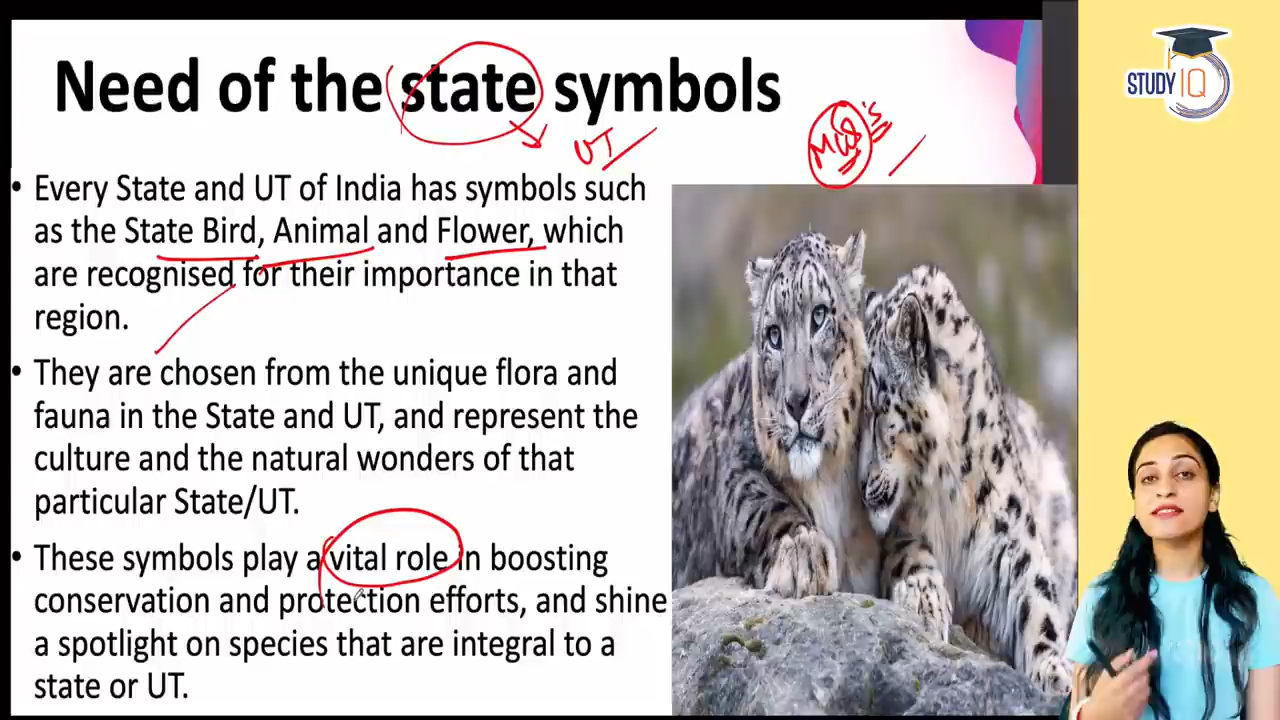 Need of the state symbols
UT
MCQ's
• Every State and UT of India has symbols such
as the State Bird, Animal and Flower, which
are recognised for their importance in that
region.
• They are chosen from the unique flora and
fauna in the State and UT, and represent the
culture and the natural wonders of that
particular State/UT.
• These symbols play a vital role in boosting
conservation and protection efforts, and shine
a spotlight on species that are integral to a
state or UT.
STUDY IQ